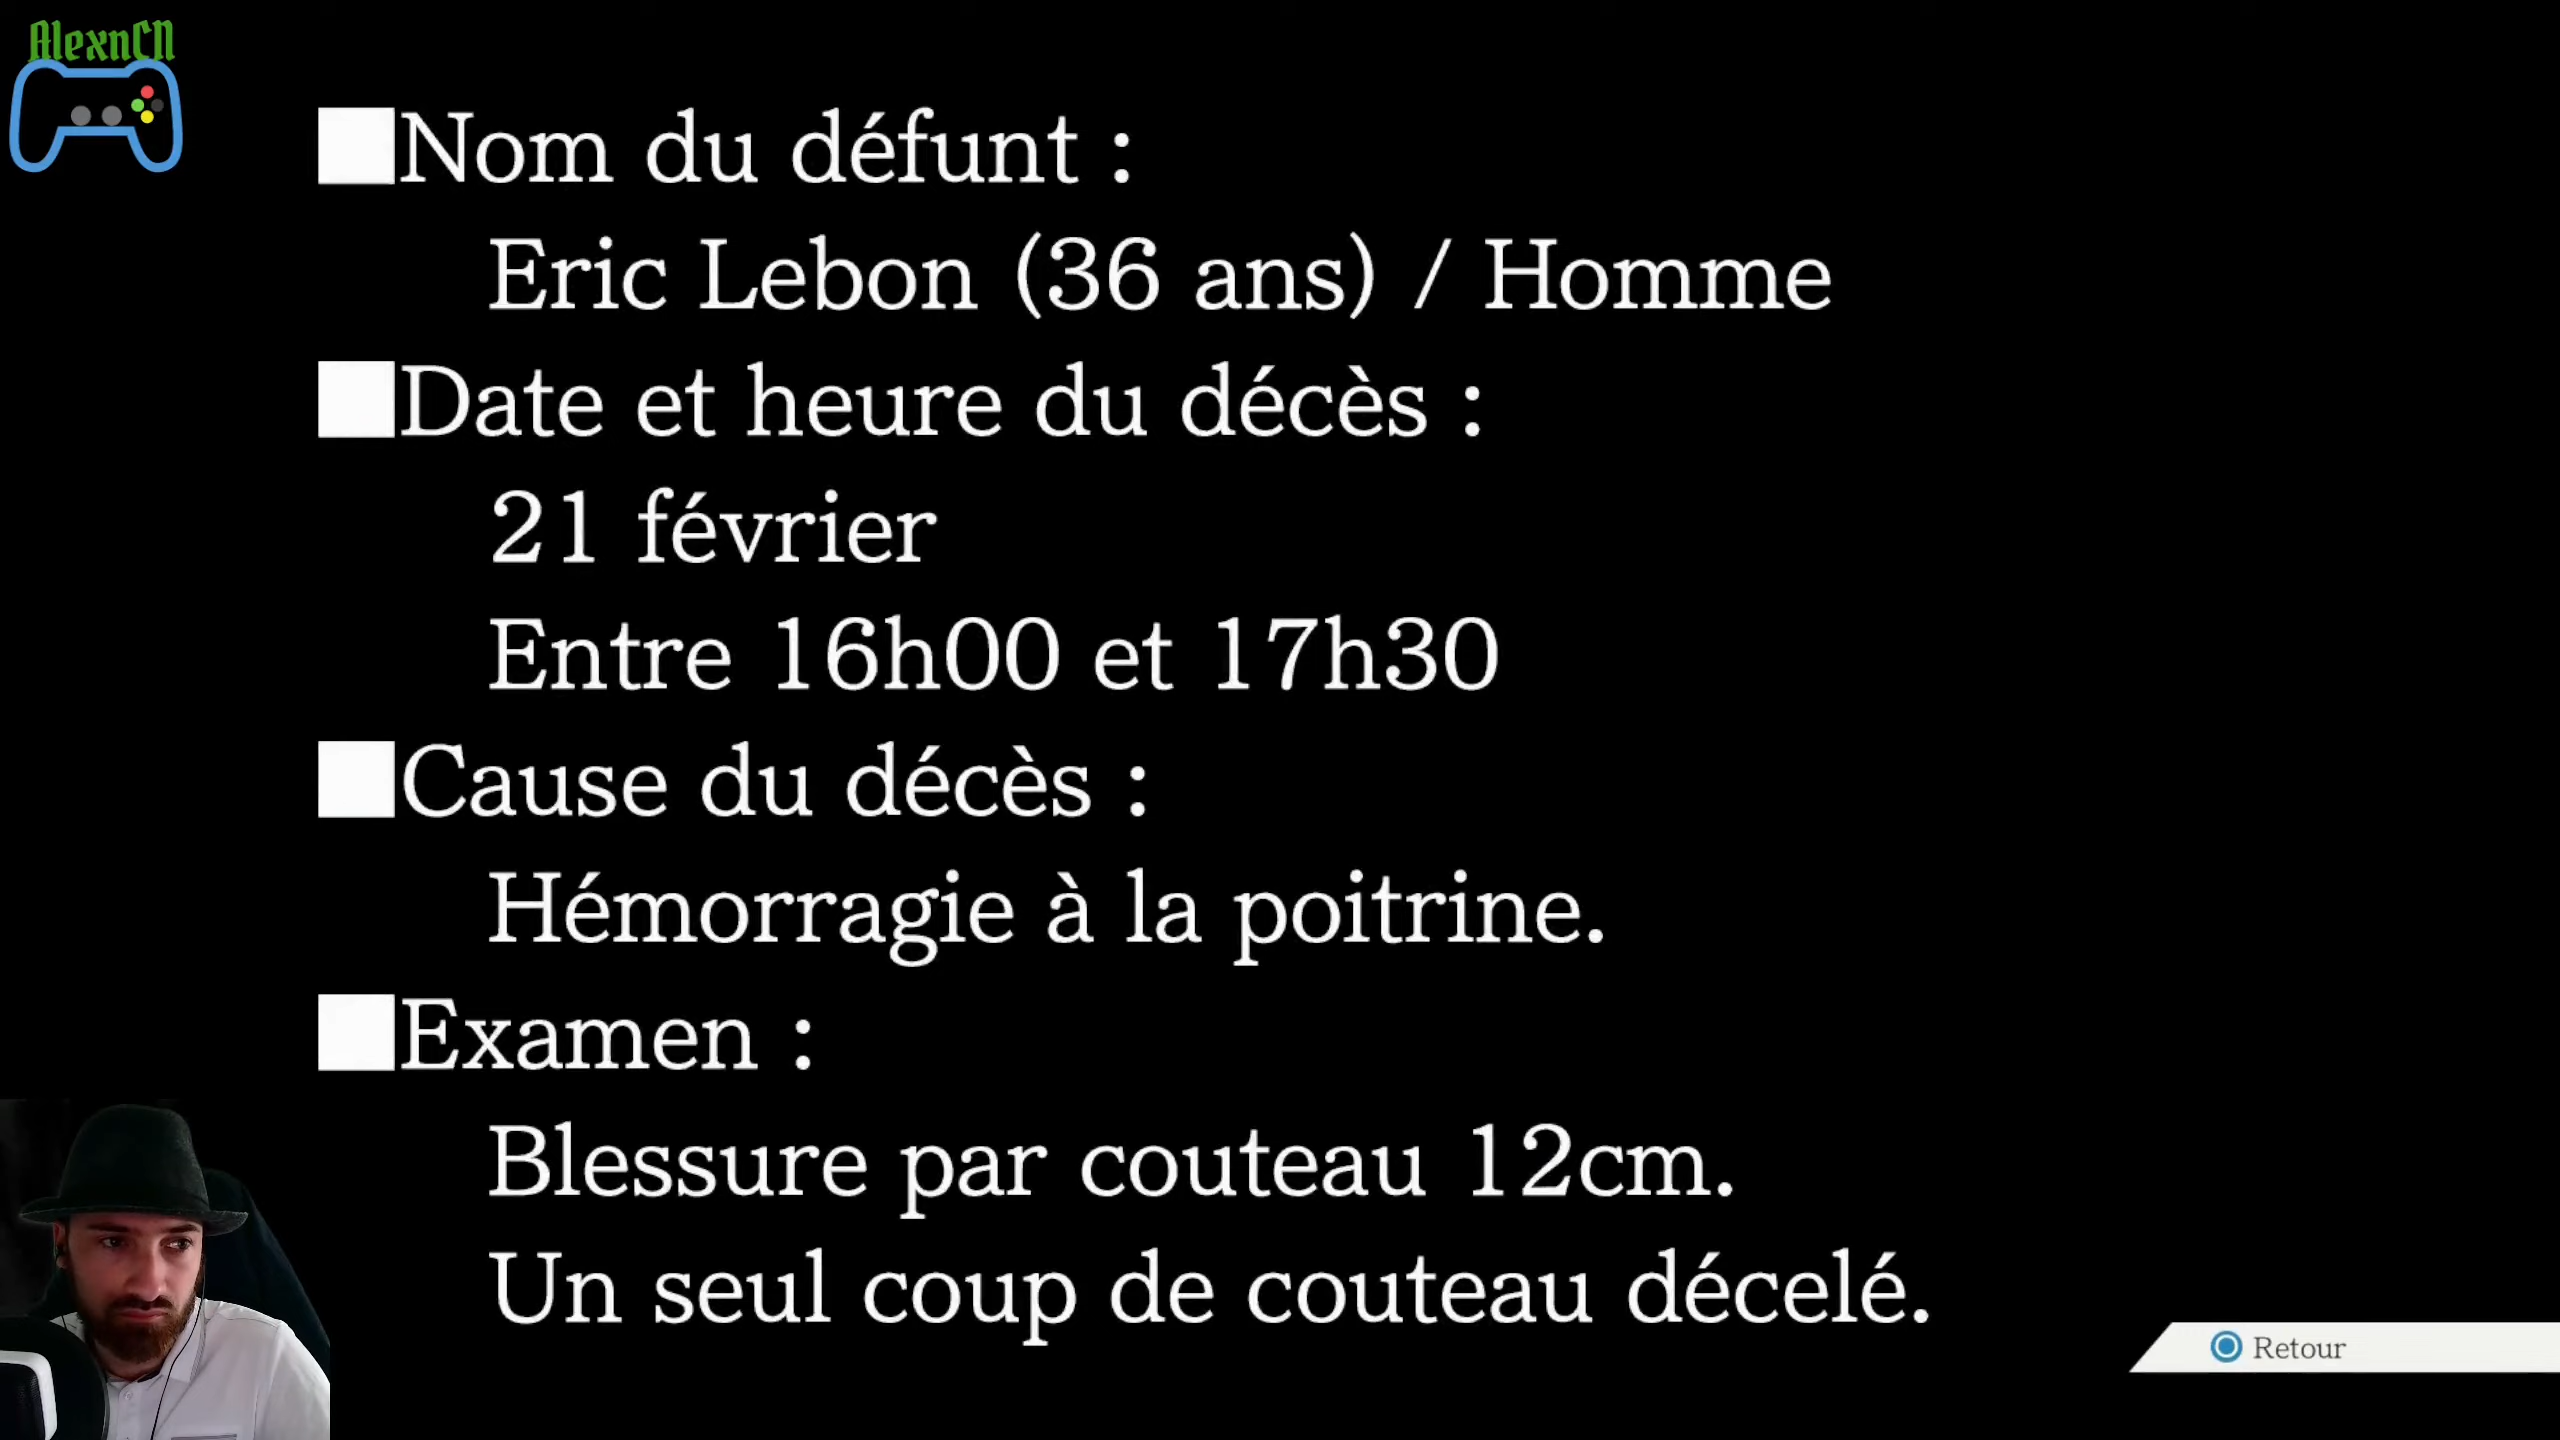 AlexnCN
■Nom du défunt :
Eric Lebon (36 ans) / Homme
■Date et heure du décès :
21 février
Entre 16h00 et 17h30
■Cause du décès :
Hémorragie à la poitrine.
■Examen :
Blessure par couteau 12cm.
Un seul coup de couteau décelé.
Retour